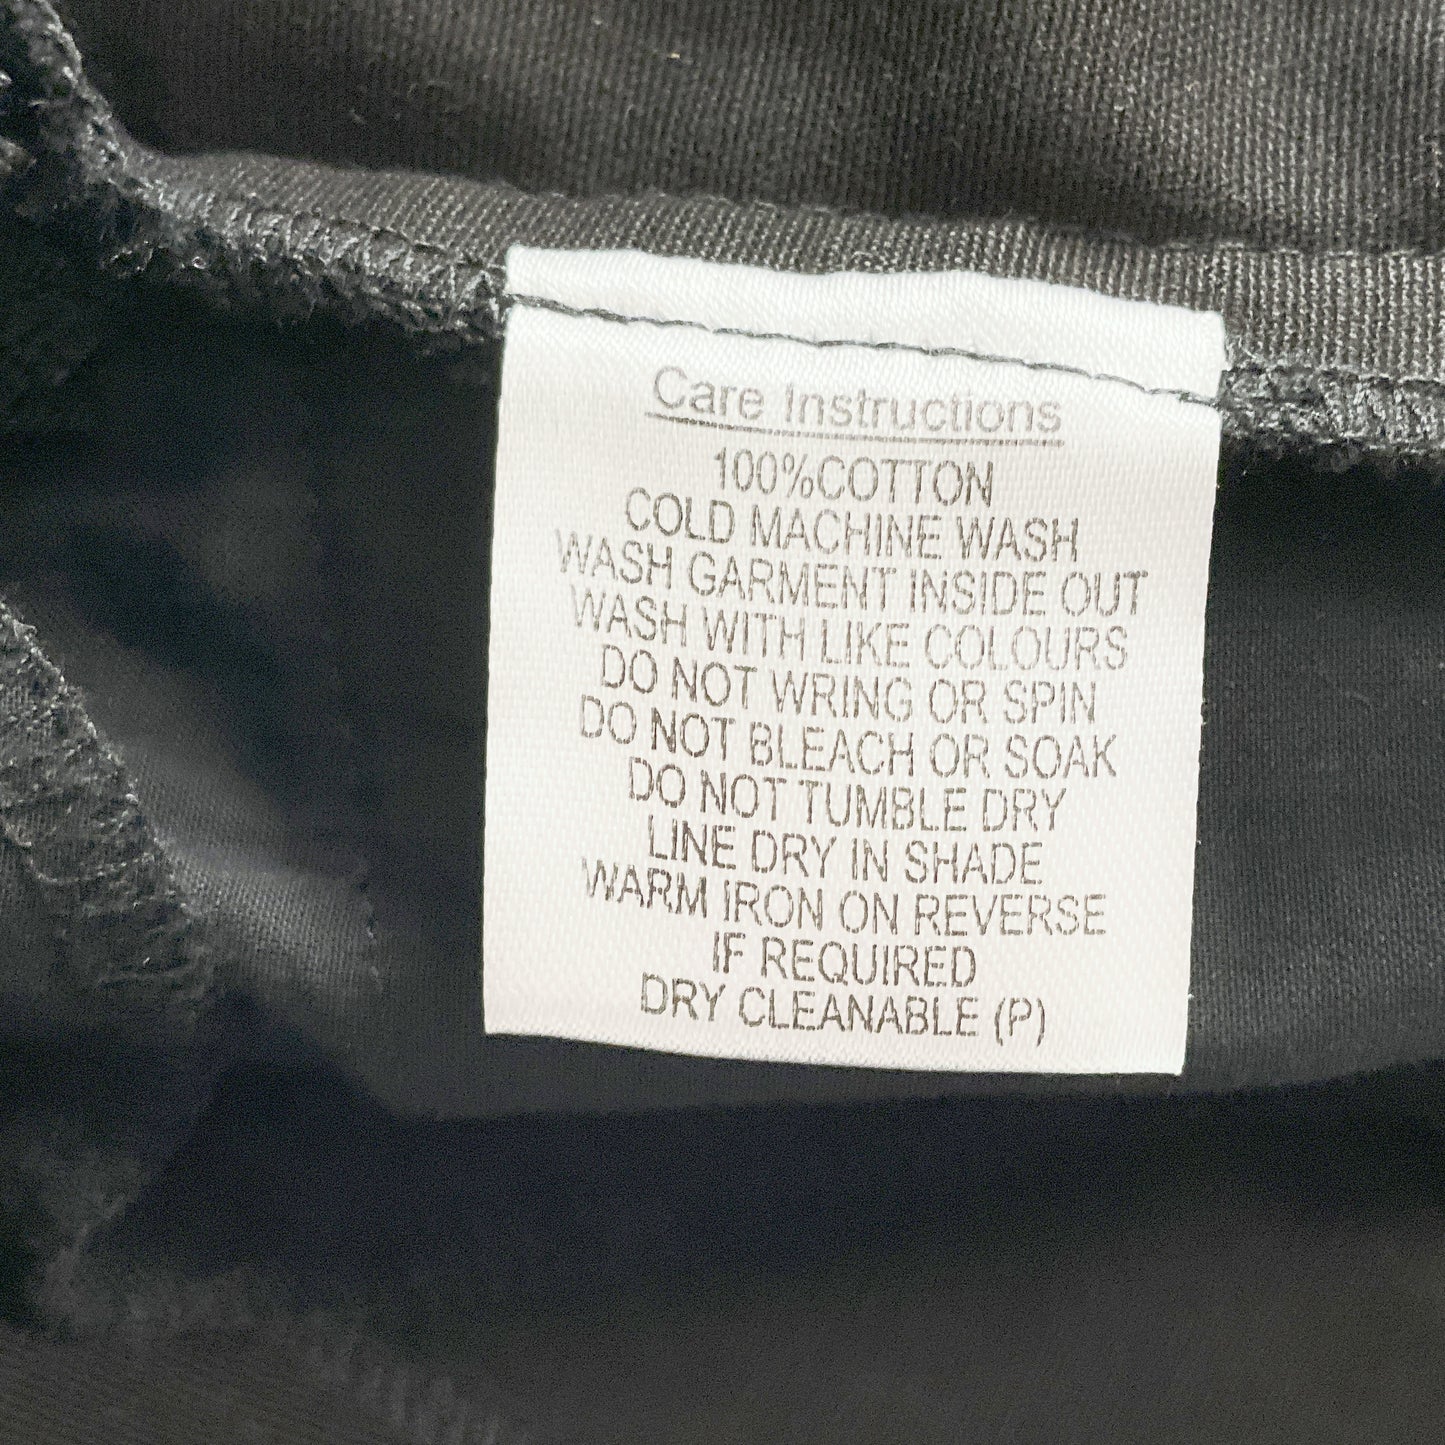 Care Instructions
100%COTTON
COLD MACHINE WASH
WASH GARMENT INSIDE OUT
WASH WITH LIKE COLOURS
DO NOT WRING OR SPIN
DO NOT BLEACH OR SOAK
DO NOT TUMBLE DRY
LINE DRY IN SHADE
WARM IRON ON REVERSE
IF REQUIRED
DRY CLEANABLE (P)